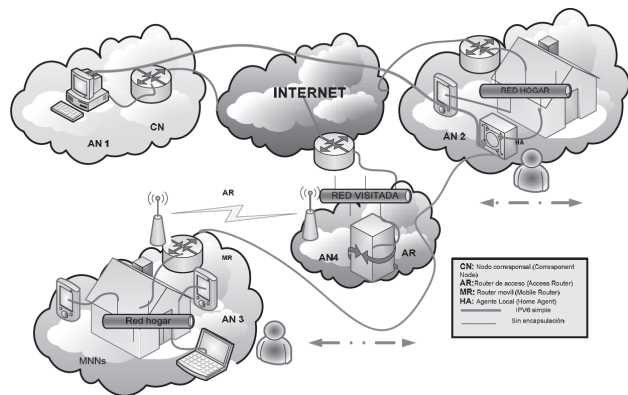 INTERNET
RED HOGAR
CN
AN 1
AN 2
HA
AR
RED VISITADA
AN4
AR
MR
Red hogar
AN 3
MNNs
CN: Nodo corresponsal (Correspondent
Node)
AR:Router de acceso (Access Router)
MR: Router movil (Mobile Router)
HA: Agente Local (Home Agent)
IPV6 simple
Sin encapsulación